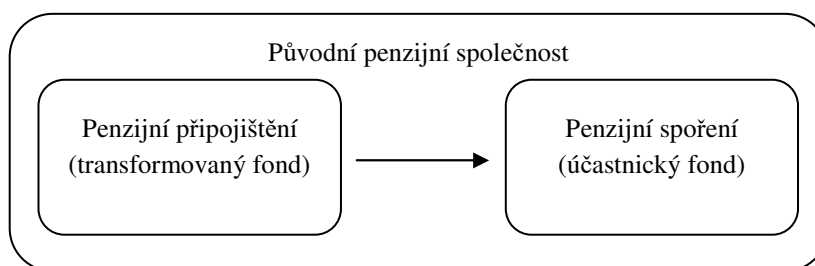 Původní penzijní společnost
Penzijní připojištění
(transformovaný fond)
Penzijní spoření
(účastnický fond)